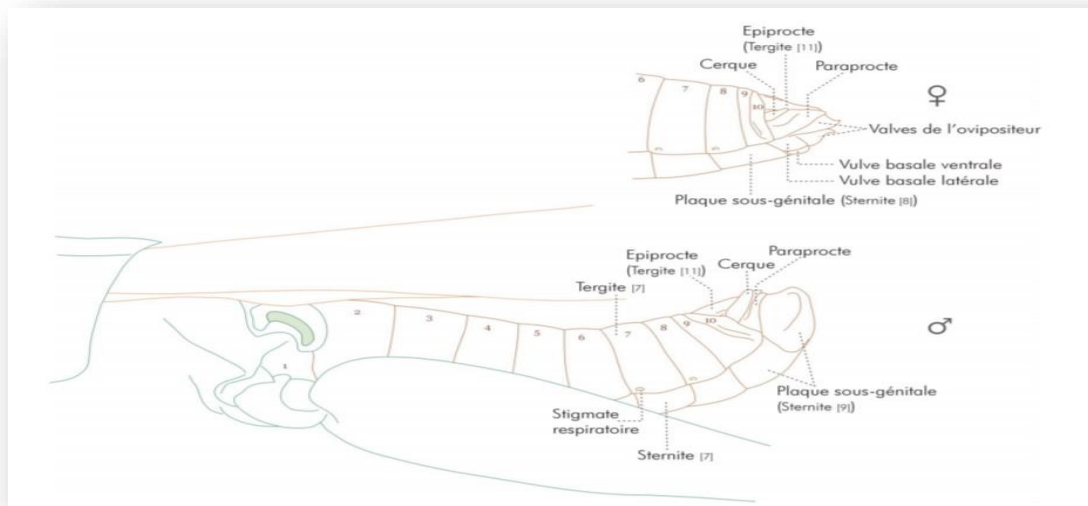 Epiprocte
(Tergite [11])
Cerque
Paraprocte
♀
6
7
8
9
10
Valves de l'ovipositeur
Vulve basale ventrale
Vulve basale latérale
Plaque sous-génitale (Sternite [8])
Epiprocte
(Tergite [11])
Cerque
Paraprocte
Tergite [7]
♂
1
2
3
4
5
6
7
8
9
10
Plaque sous-génitale
(Sternite [9])
Stigmate
respiratoire
Sternite [7]